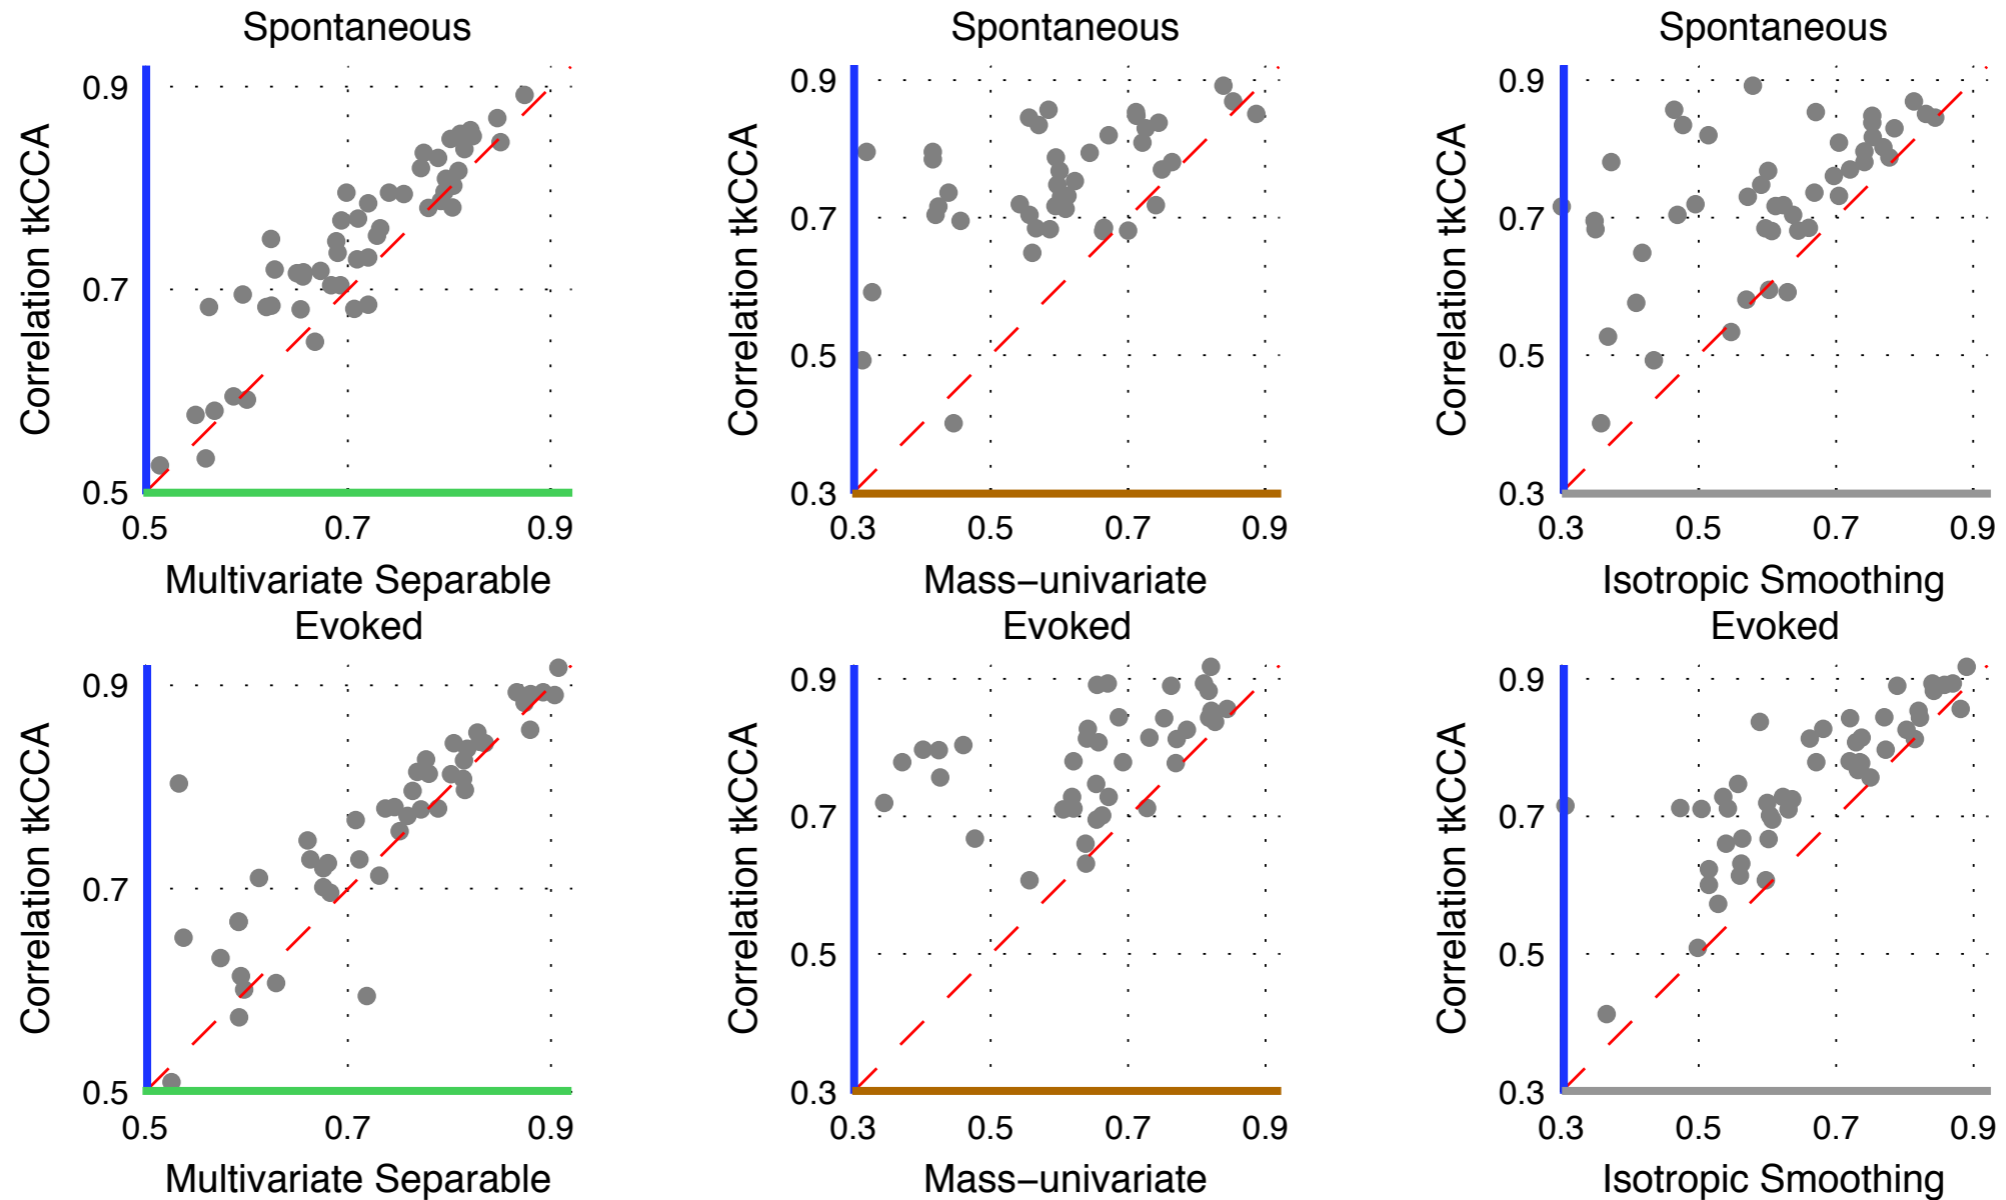 Spontaneous
Correlation tkCCA
0.9
0.7
0.5
0.5 0.7 0.9
Multivariate Separable
Spontaneous
Correlation tkCCA
0.9
0.7
0.5
0.3
0.3 0.5 0.7 0.9
Mass−univariate
Spontaneous
Correlation tkCCA
0.9
0.7
0.5
0.3
0.3 0.5 0.7 0.9
Isotropic Smoothing
Evoked
Correlation tkCCA
0.9
0.7
0.5
0.5 0.7 0.9
Multivariate Separable
Evoked
Correlation tkCCA
0.9
0.7
0.5
0.3
0.3 0.5 0.7 0.9
Mass−univariate
Evoked
Correlation tkCCA
0.9
0.7
0.5
0.3
0.3 0.5 0.7 0.9
Isotropic Smoothing